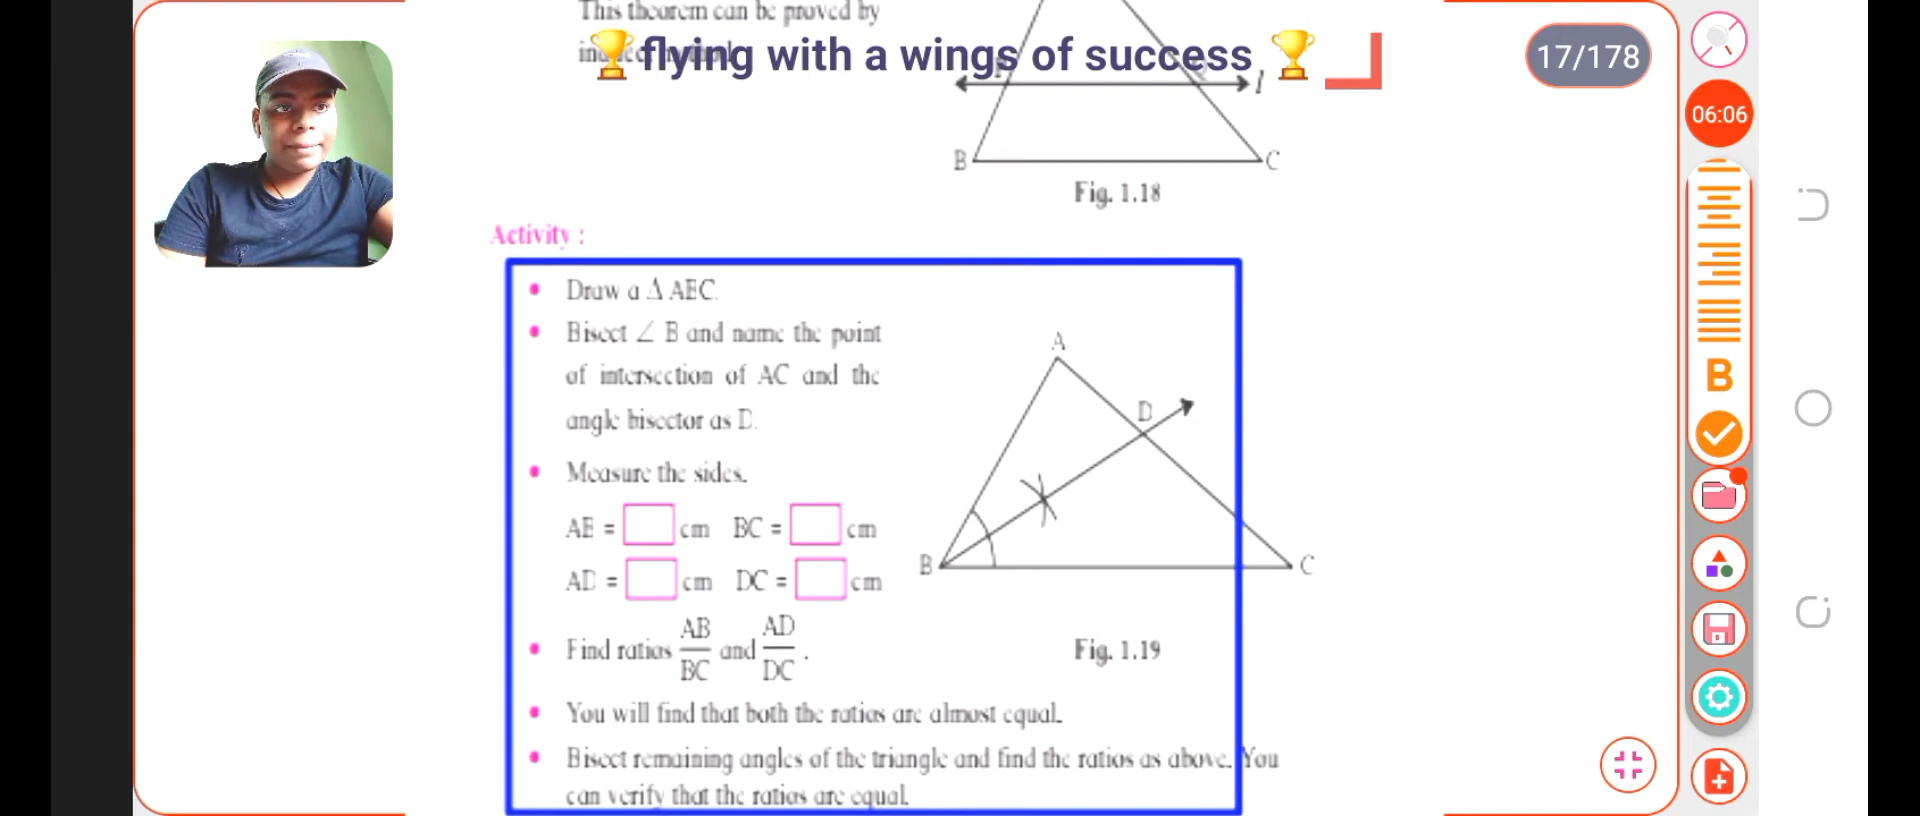 This theorem can be proved by
🏆flying with a wings of success 🏆
17/178
06:06
l
B C
Fig. 1.18
Activity :
• Draw a Δ ABC.
• Bisect ∠ B and name the point
of intersection of AC and the
angle bisector as D.
A
D
B C
• Measure the sides.
AB = cm BC = cm
AD = cm DC = cm
• Find ratios AB/BC and AD/DC .
Fig. 1.19
• You will find that both the ratios are almost equal.
• Bisect remaining angles of the triangle and find the ratios as above. You
can verify that the ratios are equal.
B